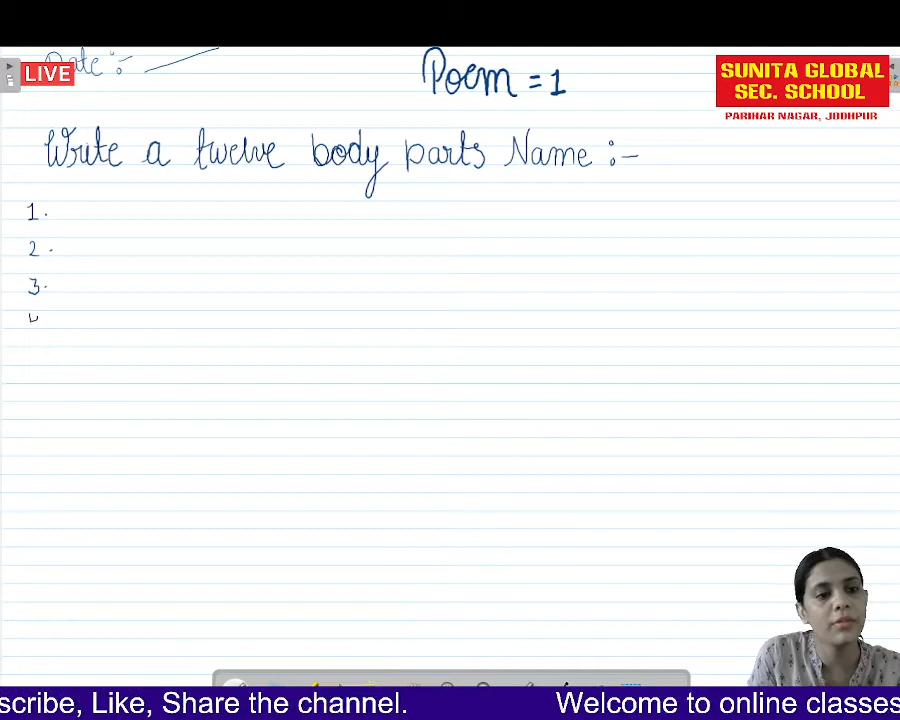 Date :-
LIVE
Poem = 1
SUNITA GLOBAL
SEC. SCHOOL
PARIHAR NAGAR, JODHPUR
Write a twelve body parts Name :-
1.
2.
3.
4
scribe, Like, Share the channel.
Welcome to online classes